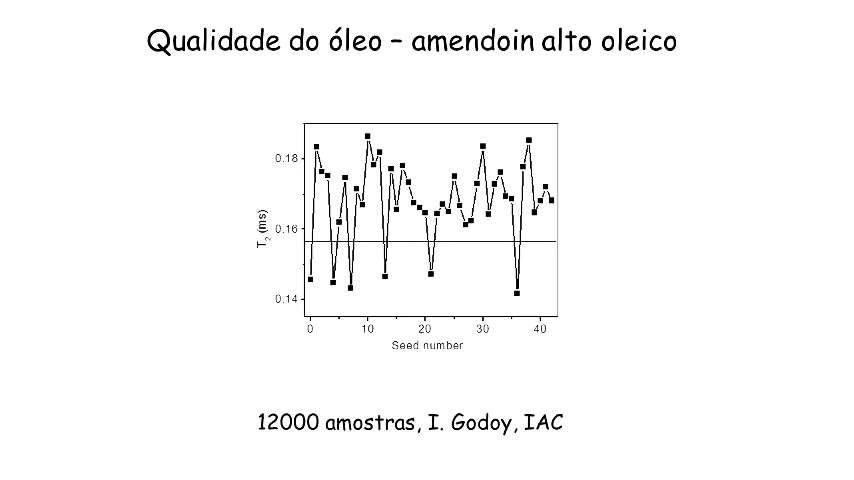 Qualidade do óleo – amendoin alto oleico
0.18
0.16
0.14
T2 (ms)
0 10 20 30 40
Seed number
12000 amostras, I. Godoy, IAC